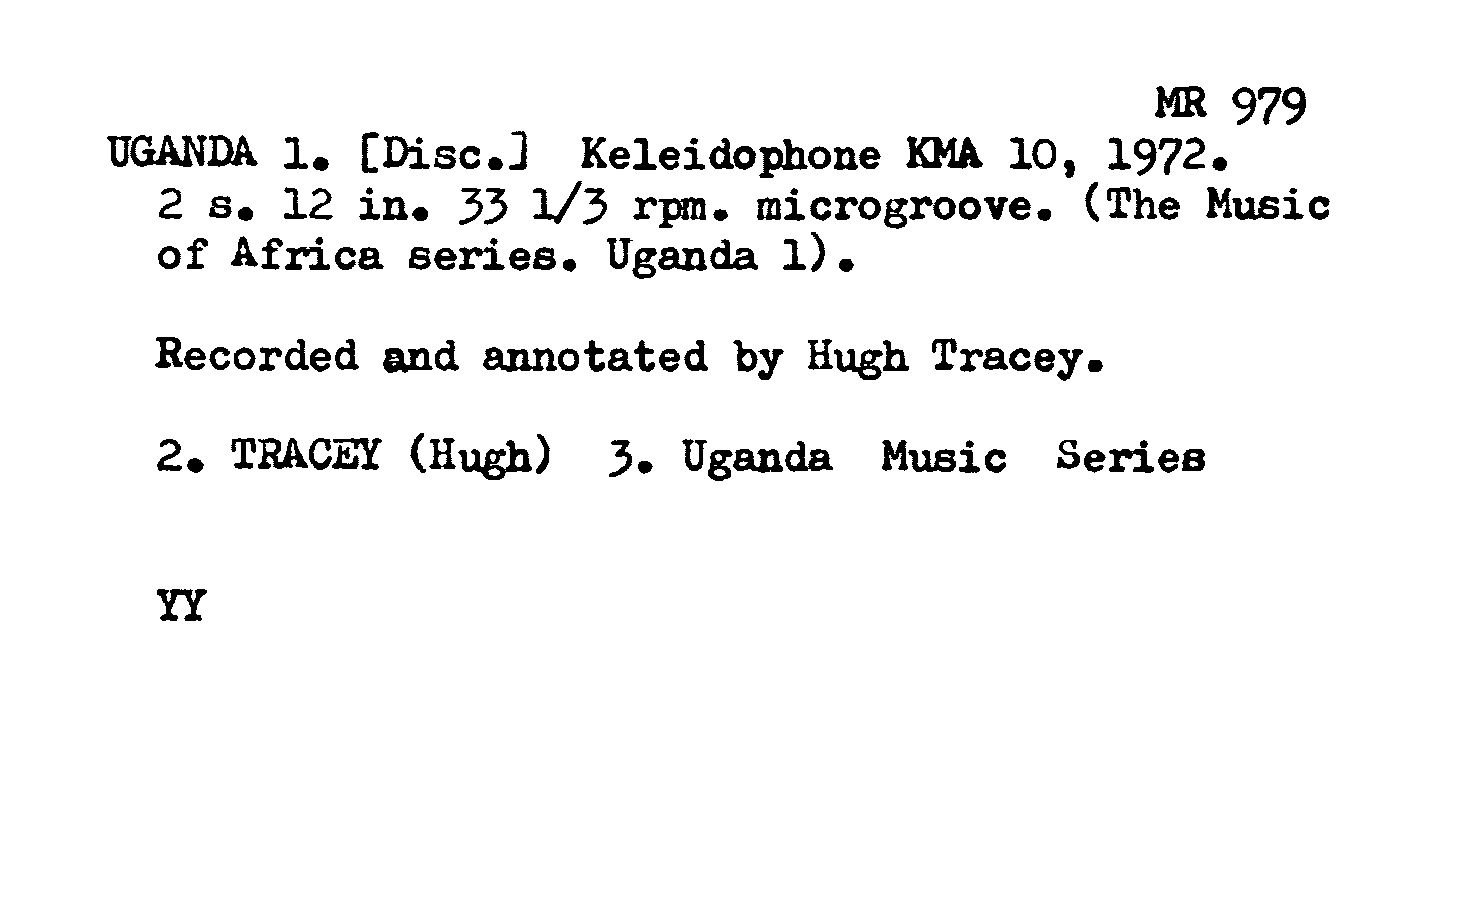 MR 979
UGANDA 1. [Disc.] Keleidophone KMA 10, 1972.
2 s. 12 in. 33 1/3 rpm. microgroove. (The Music
of Africa series. Uganda 1).
Recorded and annotated by Hugh Tracey.
2. TRACEY (Hugh) 3. Uganda Music Series
YY